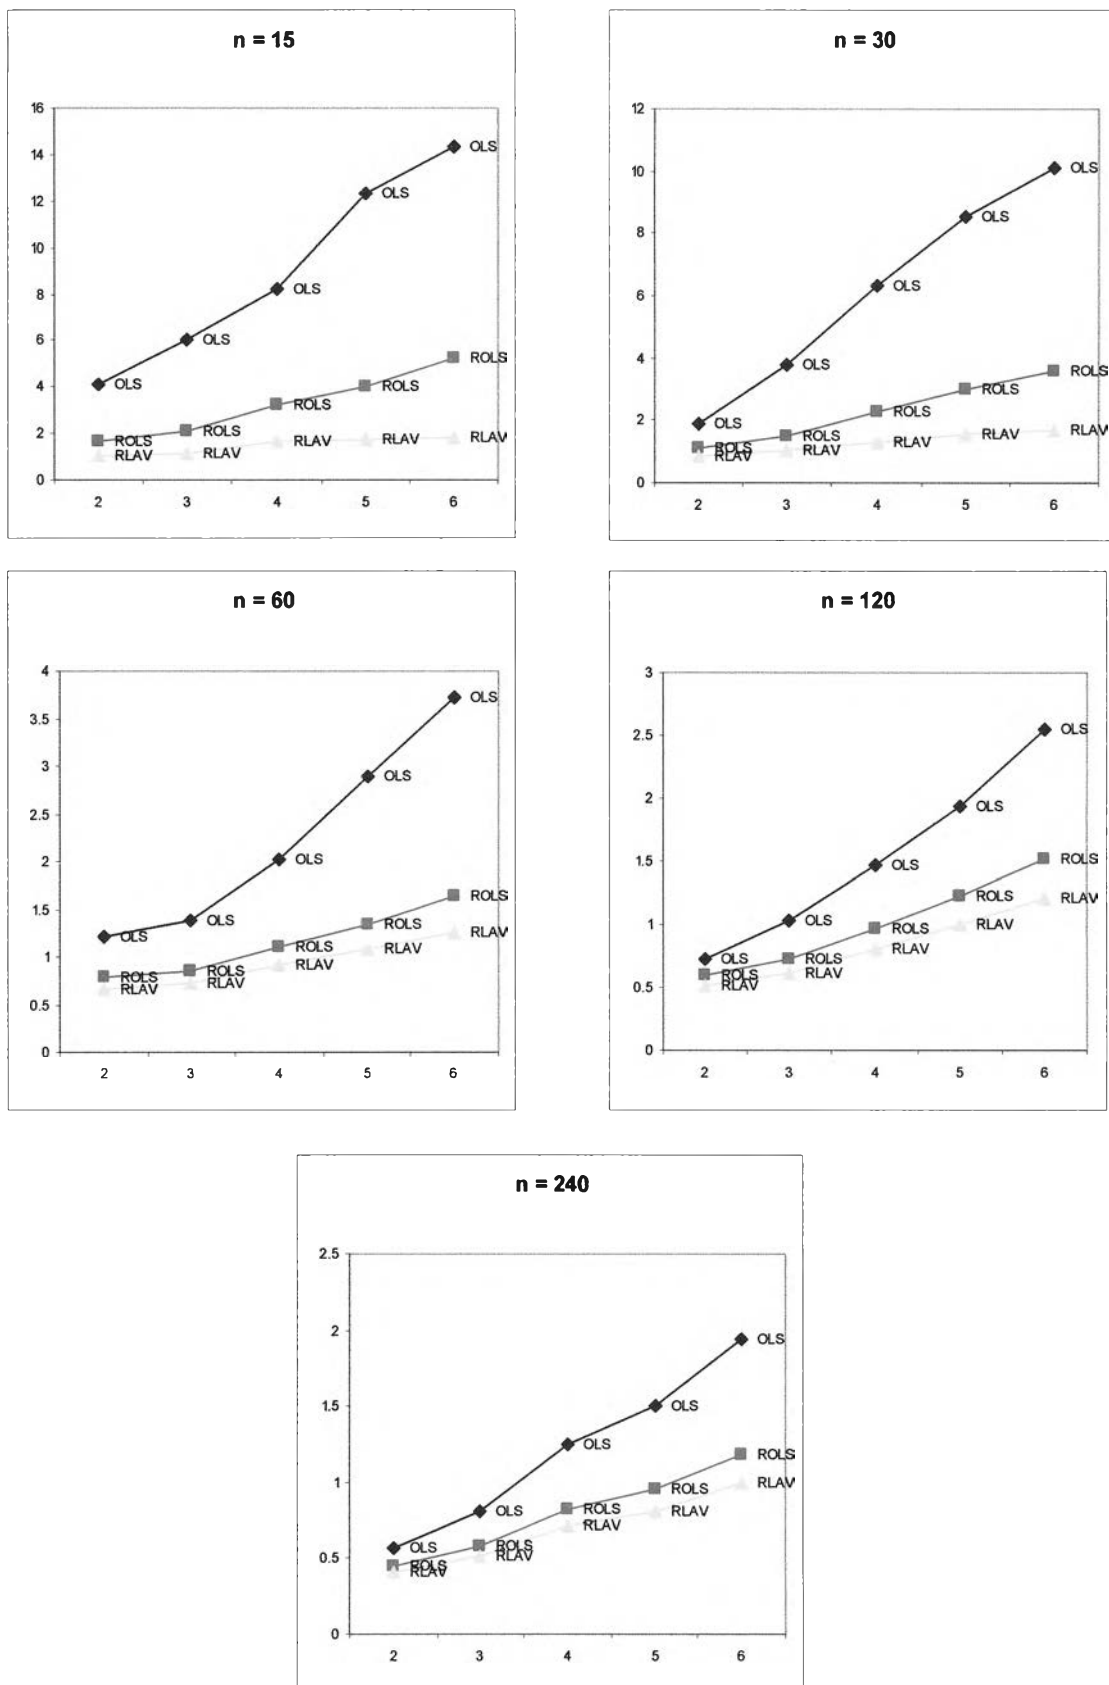 n = 15
16
14
12
10
8
6
4
2
0
OLS
OLS
OLS
OLS
OLS
ROLS
ROLS
ROLS
ROLS
ROLS
RLAV
RLAV
RLAV
RLAV
RLAV
2 3 4 5 6
n = 30
12
10
8
6
4
2
0
OLS
OLS
OLS
OLS
OLS
ROLS
ROLS
ROLS
ROLS
ROLS
RLAV
RLAV
RLAV
RLAV
RLAV
2 3 4 5 6
n = 60
4
3.5
3
2.5
2
1.5
1
0.5
0
OLS
OLS
OLS
OLS
OLS
ROLS
ROLS
ROLS
ROLS
ROLS
RLAV
RLAV
RLAV
RLAV
RLAV
2 3 4 5 6
n = 120
3
2.5
2
1.5
1
0.5
0
OLS
OLS
OLS
OLS
OLS
ROLS
ROLS
ROLS
ROLS
ROLS
RLAV
RLAV
RLAV
RLAV
RLAV
2 3 4 5 6
n = 240
2.5
2
1.5
1
0.5
0
OLS
OLS
OLS
OLS
OLS
ROLS
ROLS
ROLS
ROLS
ROLS
RLAV
RLAV
RLAV
RLAV
RLAV
2 3 4 5 6